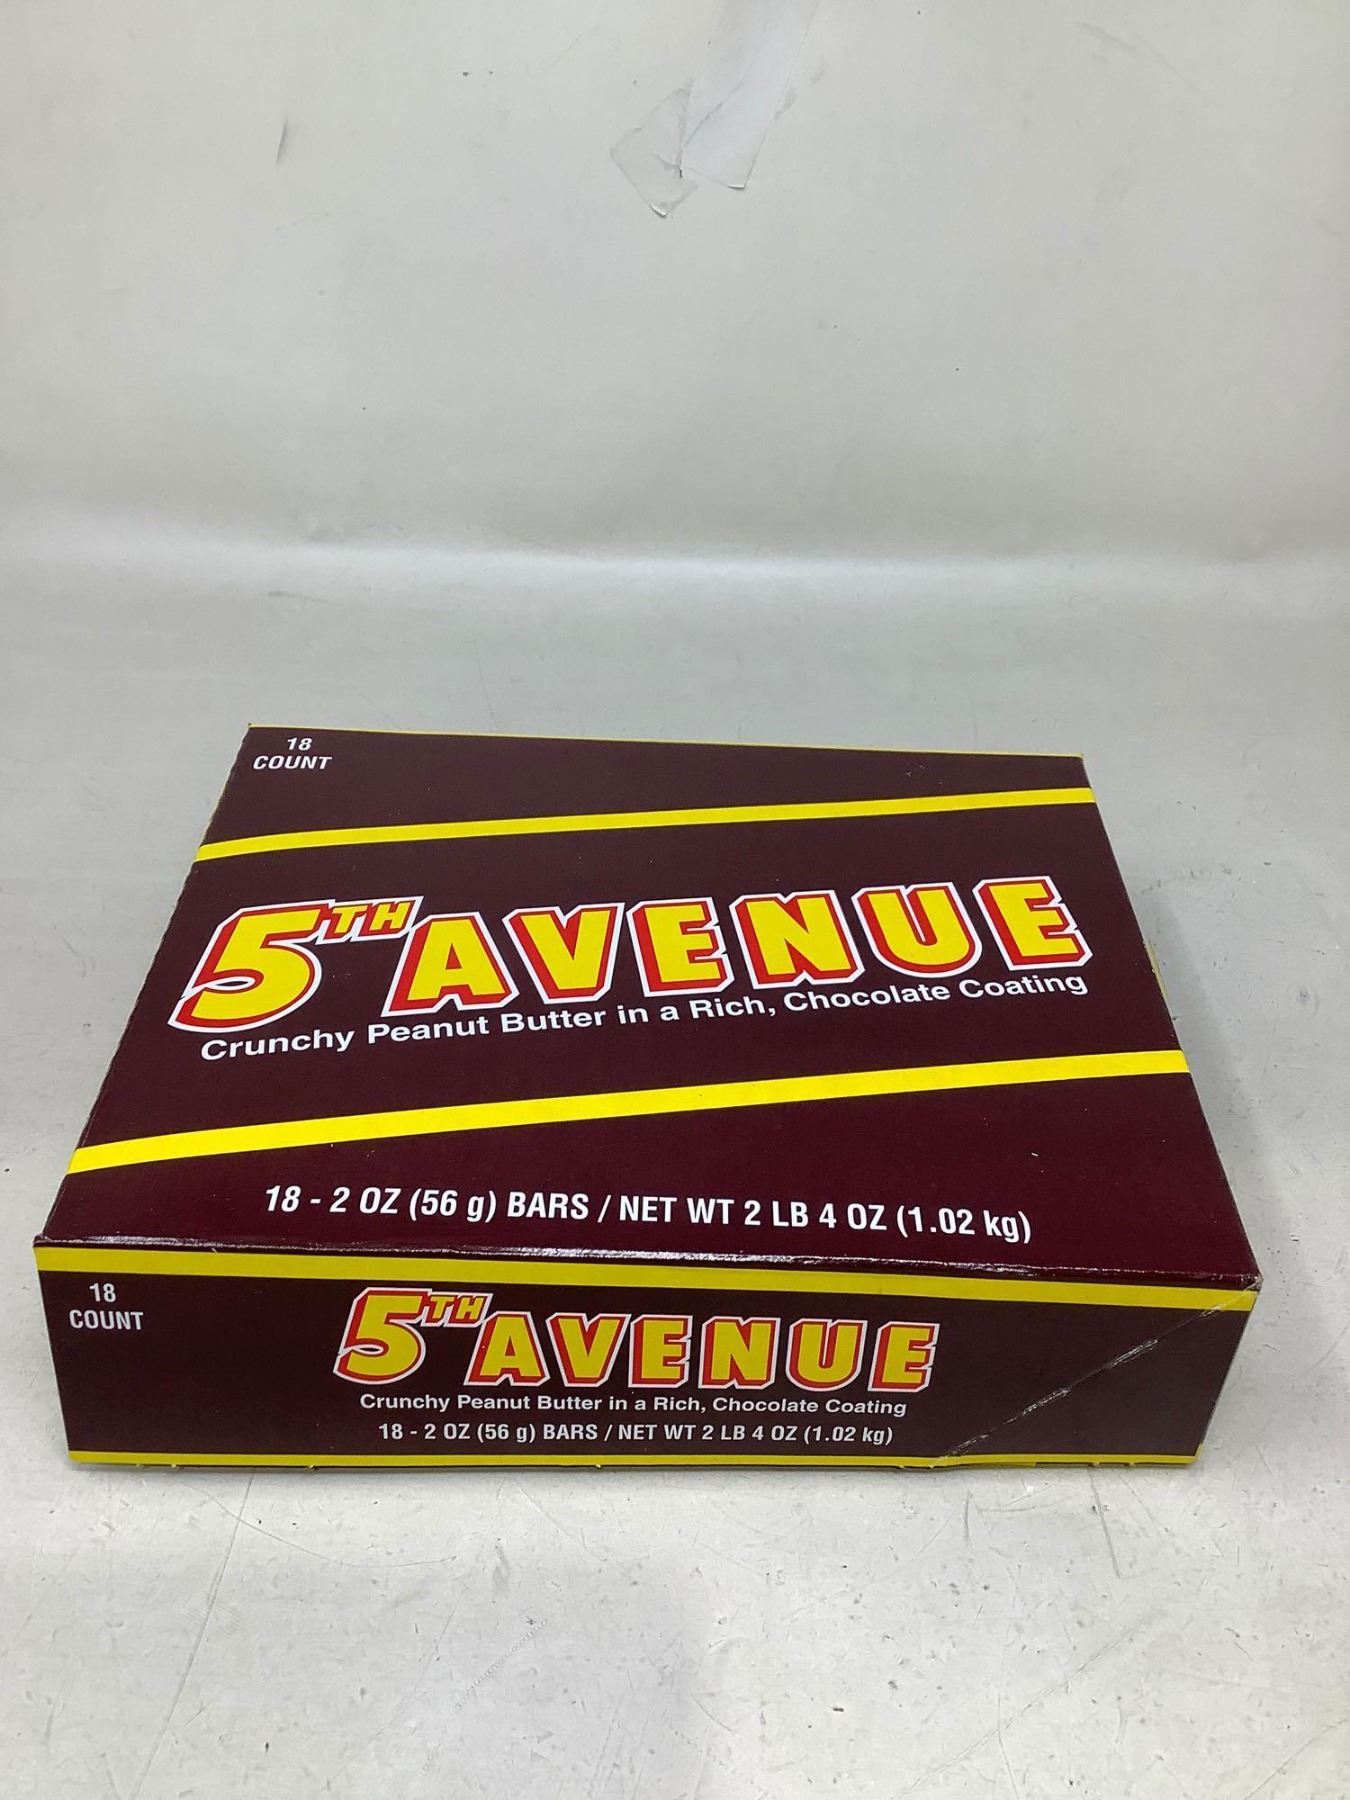 18
COUNT
5TH AVENUE
Crunchy Peanut Butter in a Rich, Chocolate Coating
18 - 2 OZ (56 g) BARS / NET WT 2 LB 4 OZ (1.02 kg)
18
COUNT
5TH AVENUE
Crunchy Peanut Butter in a Rich, Chocolate Coating
18 - 2 OZ (56 g) BARS / NET WT 2 LB 4 OZ (1.02 kg)